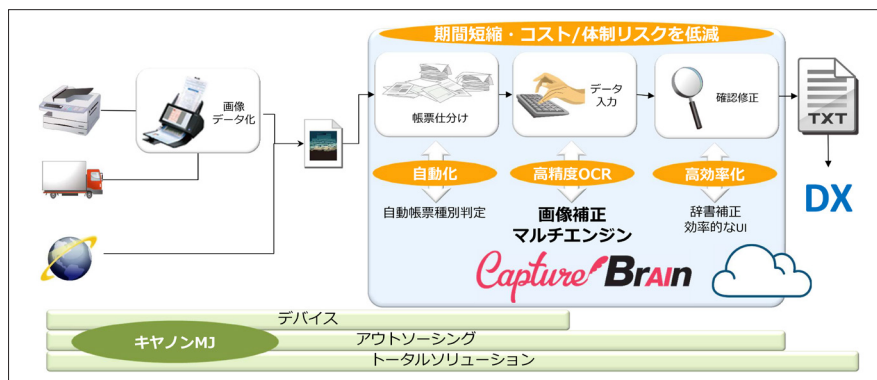 期間短縮・コスト/体制リスクを低減
画像
データ化
帳票仕分け
データ
入力
確認修正
TXT
自動化
高精度OCR
高効率化
DX
自動帳票種別判定
画像補正
マルチエンジン
辞書補正
効率的なUI
Capture Brain
デバイス
キヤノンMJ
アウトソーシング
トータルソリューション